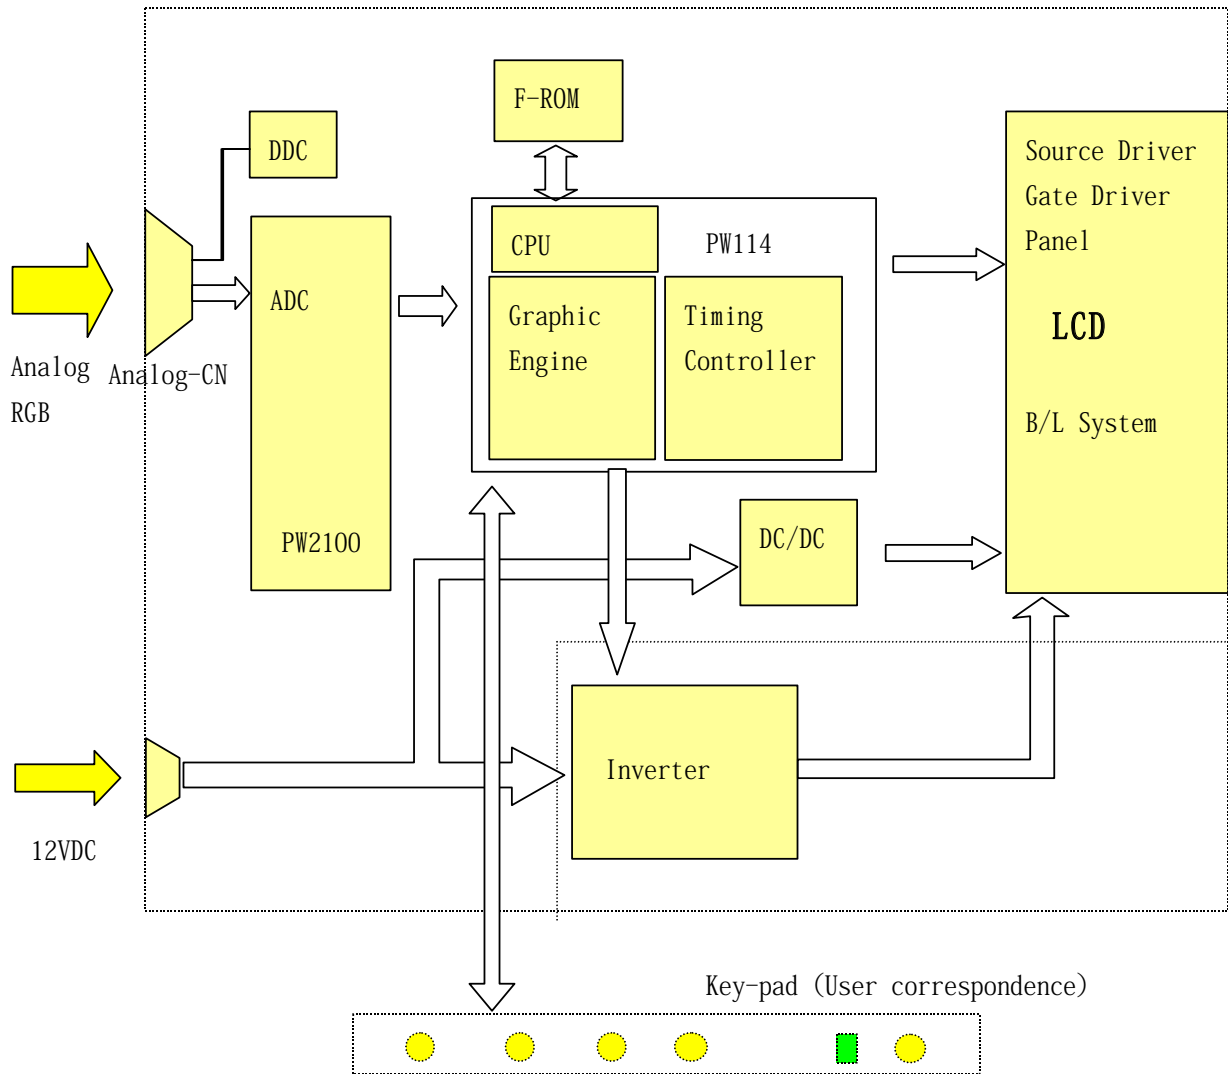 F-ROM
DDC
CPU
PW114
ADC
Graphic
Engine
Timing
Controller
Source Driver
Gate Driver
Panel
LCD
B/L System
Analog
RGB
Analog-CN
PW2100
DC/DC
Inverter
12VDC
Key-pad (User correspondence)